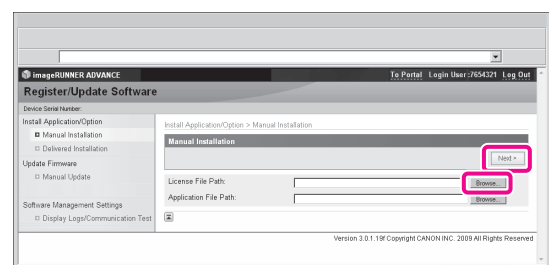 imageRUNNER ADVANCE To Portal Login User:7654321 Log Out
Register/Update Software
Device Serial Number:
Install Application/Option
Manual Installation
Delivered Installation
Update Firmware
Manual Update
Software Management Settings
Display Logs/Communication Test
Install Application/Option > Manual Installation
Manual Installation
Next >
License File Path: Browse...
Application File Path: Browse...
Version 3.0.1.19f Copyright CANON INC. 2009 All Rights Reserved